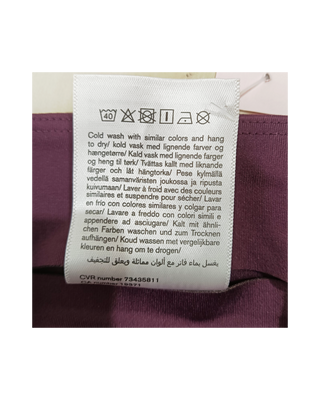 40
Cold wash with similar colors and hang
to dry/ kold vask med lignende farger og
hængetørre/ Kald vask med lignende farger
og heng til tørk/ Tvättas kallt med liknande
färger och låt hängtorka/ Pese kylmällä
vedellä samanväristen joukossa ja ripusta
kuivumaan/ Laver à froid avec des couleurs
similaires et suspendre pour sécher/ Lavar
en frío con colores similares y colgar para
secar/ Lavare a freddo con colori simili e
appendere ad asciugare/ Kalt mit ähnli-
chen Farben waschen und zum Trocknen
aufhängen/ Koud wassen met vergelijkbare
kleuren en hang om te drogen/
يغسل بماء فاتر مع ألوان مماثلة ويعلق للتجفيف
CVR number 73435811